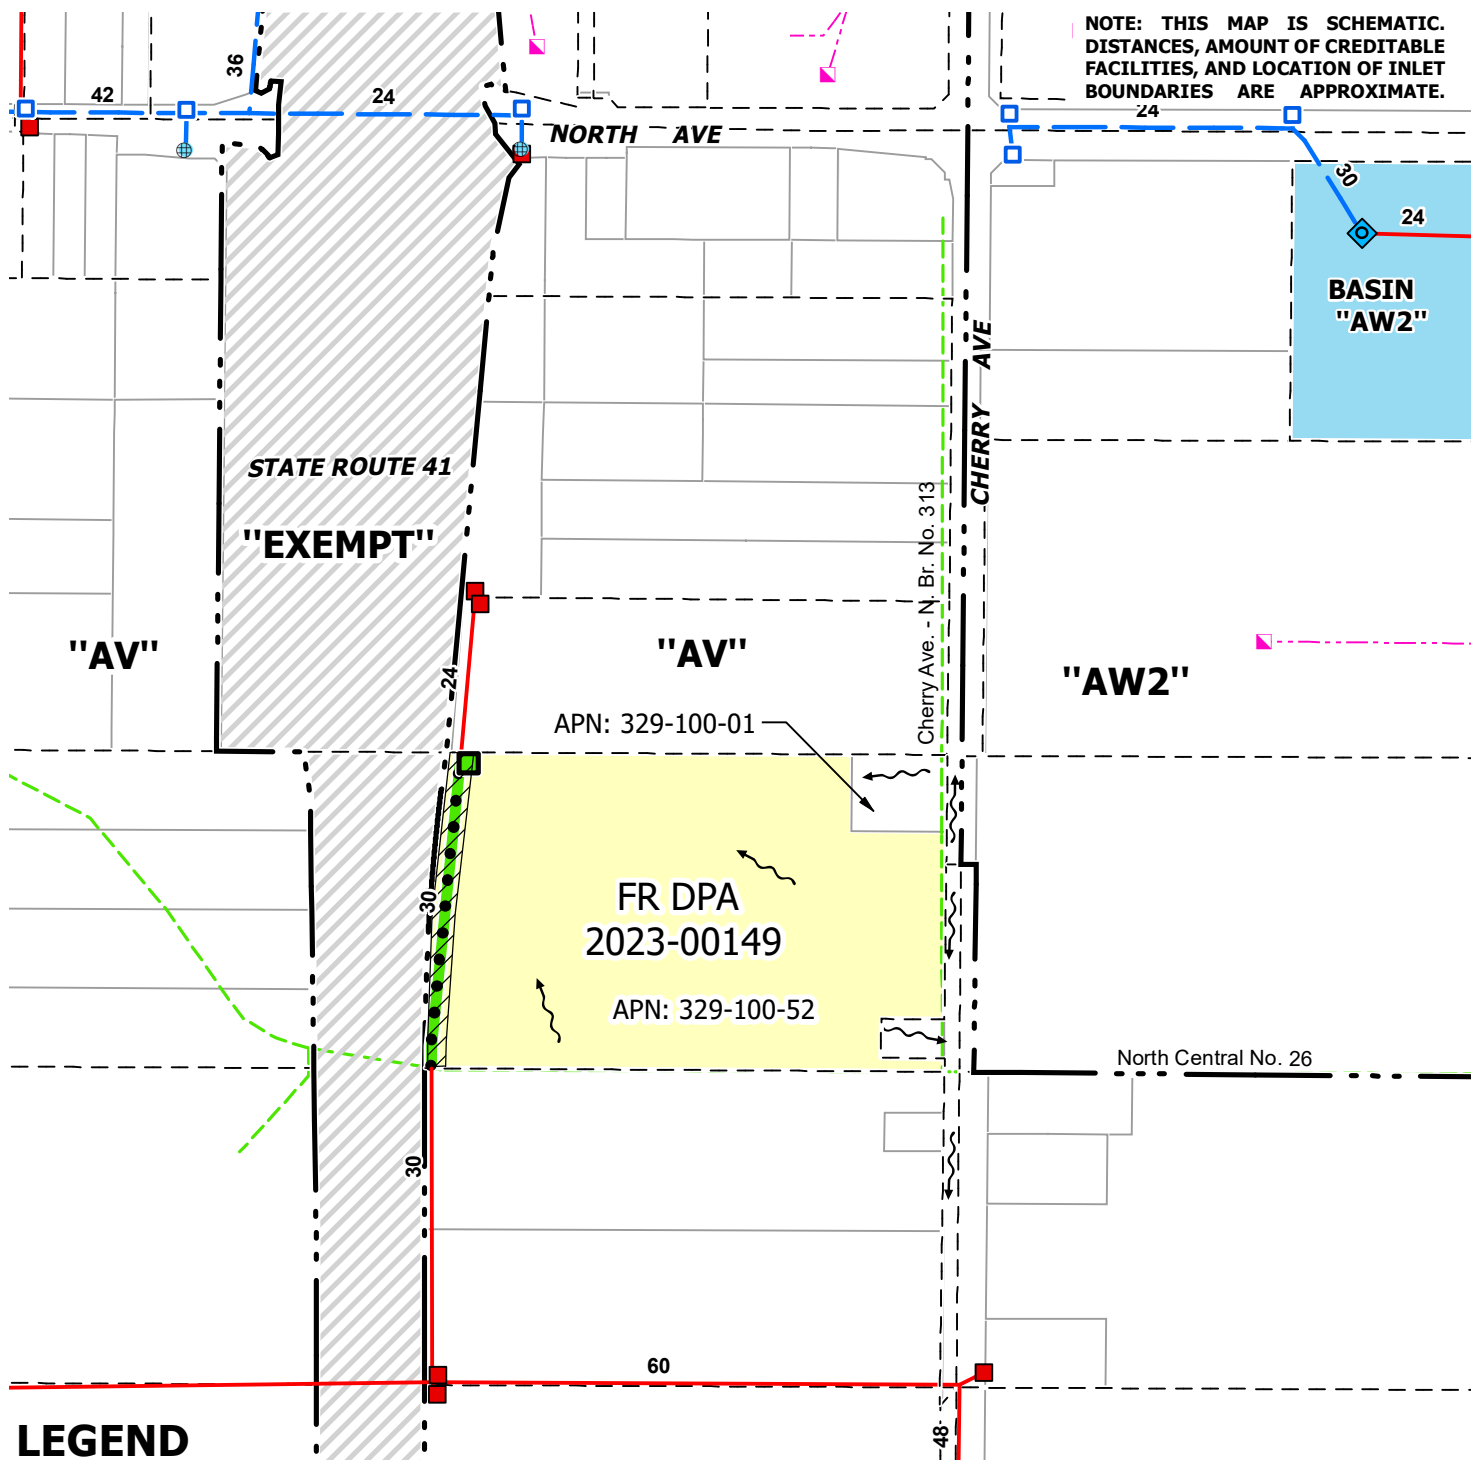 NOTE: THIS MAP IS SCHEMATIC.
DISTANCES, AMOUNT OF CREDITABLE
FACILITIES, AND LOCATION OF INLET
BOUNDARIES ARE APPROXIMATE.
36
42
24
24
NORTH AVE
30
24
BASIN
"AW2"
CHERRY AVE
STATE ROUTE 41
"EXEMPT"
Cherry Ave. - N. Br. No. 313
"AV"
"AV"
"AW2"
24
APN: 329-100-01
30
FR DPA
2023-00149
APN: 329-100-52
North Central No. 26
30
60
48
LEGEND